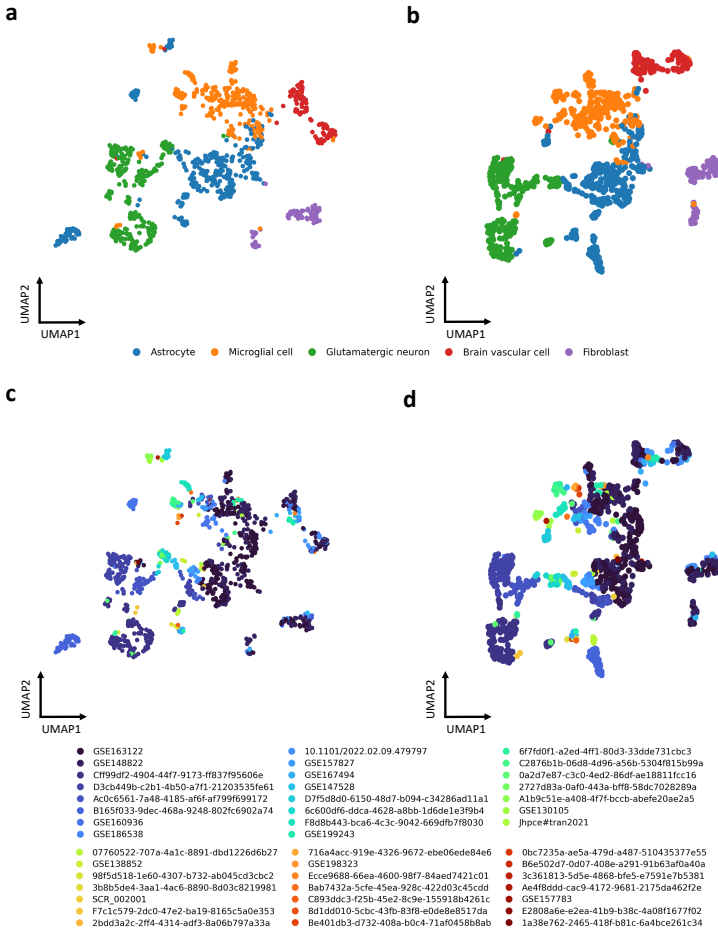 a
b
UMAP2
UMAP1
UMAP2
UMAP1
Astrocyte Microglial cell Glutamatergic neuron Brain vascular cell Fibroblast
c
d
UMAP2
UMAP1
UMAP2
UMAP1
GSE163122
GSE148822
Cff99df2-4904-44f7-9173-ff837f95606e
D3cb449b-c2b1-4b50-a7f1-21203535fe61
Ac0c6561-7a48-4185-af6f-af799f699172
B165f033-9dec-468a-9248-802fc6902a74
GSE160936
GSE186538
10.1101/2022.02.09.479797
GSE157827
GSE167494
GSE147528
D7f5d8d0-6150-48d7-b094-c34286ad11a1
6c600df6-ddca-4628-a8bb-1d6de1e3f9b4
F8d8b443-bca6-4c3c-9042-669dfb7f8030
GSE199243
6f7fd0f1-a2ed-4ff1-80d3-33dde731cbc3
C2876b1b-06d8-4d96-a56b-5304f815b99a
0a2d7e87-c3c0-4ed2-86df-ae18811fcc16
2727d83a-0af0-443a-bff8-58dc7028289a
A1b9c51e-a408-4f7f-bccb-abefe20ae2a5
GSE130105
Jhpce#tran2021
07760522-707a-4a1c-8891-dbd1226d6b27
GSE138852
98f5d518-1e60-4307-b732-ab045cd3cbc2
3b8b5de4-3aa1-4ac6-8890-8d03c8219981
SCR_002001
F7c1c579-2dc0-47e2-ba19-8165c5a0e353
2bdd3a2c-2ff4-4314-adf3-8a06b797a33a
716a4acc-919e-4326-9672-ebe06ede84e6
GSE198323
Ecce9688-66ea-4600-98f7-84aed7421c01
Bab7432a-5cfe-45ea-928c-422d03c45cdd
C893ddc3-f25b-45e2-8c9e-155918b4261c
8d1dd010-5cbc-43fb-83f8-e0de8e8517da
Be401db3-d732-408a-b0c4-71af0458b8ab
0bc7235a-ae5a-479d-a487-510435377e55
B6e502d7-0d07-408e-a291-91b63af0a40a
3c361813-5d5e-4868-bfe5-e7591e7b5381
Ae4f8ddd-cac9-4172-9681-2175da462f2e
GSE157783
E2808a6e-e2ea-41b9-b38c-4a08f1677f02
1a38e762-2465-418f-b81c-6a4bce261c34